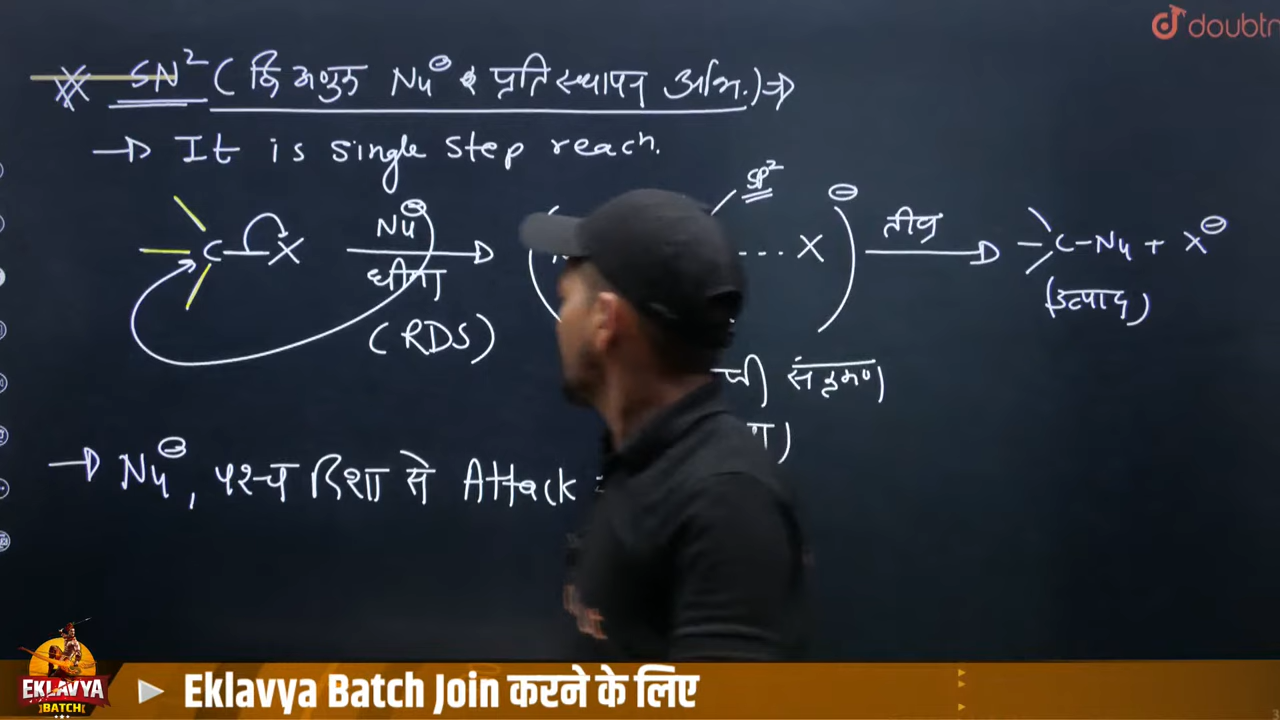 doubtn
SN² ( द्विअणुक Nu⊖ प्रतिस्थापन अभि.) →
→ It is single step reach.
SP²
C X Nu⊖ X ⊖ तीव्र C-Nu + X⊖
धीमा
(उत्पाद)
(RDS)
संक्रमण
→ Nu⊖, पश्च दिशा से Attack
EKLAVYA
BATCH
Eklavya Batch Join करने के लिए